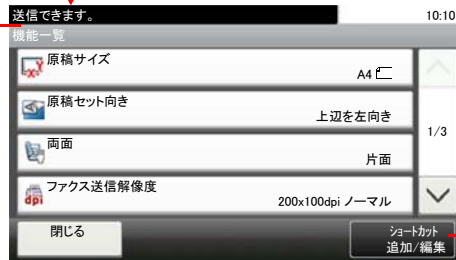 送信できます。
10:10
機能一覧
原稿サイズ
A4
原稿セット向き
上辺を左向き
1/3
両面
片面
ファクス送信解像度
dpi
200x100dpi ノーマル
閉じる
ショートカット
追加/編集